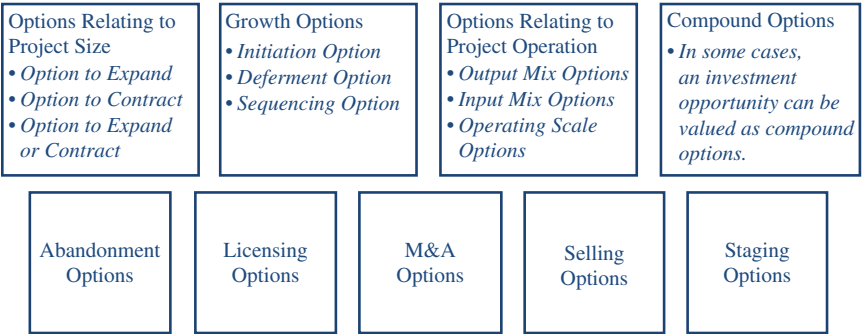 Options Relating to
Project Size
• Option to Expand
• Option to Contract
• Option to Expand
or Contract
Growth Options
• Initiation Option
• Deferment Option
• Sequencing Option
Options Relating to
Project Operation
• Output Mix Options
• Input Mix Options
• Operating Scale
Options
Compound Options
• In some cases,
an investment
opportunity can be
valued as compound
options.
Abandonment
Options
Licensing
Options
M&A
Options
Selling
Options
Staging
Options